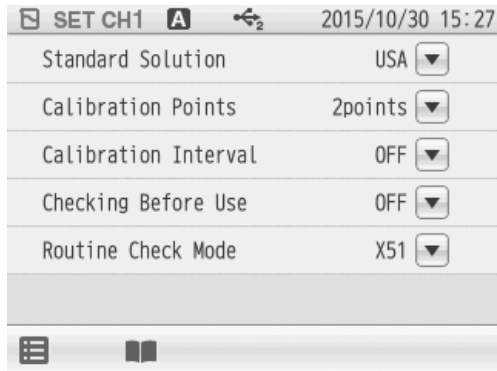 SET CH1 A 2 2015/10/30 15:27
Standard Solution USA
Calibration Points 2points
Calibration Interval OFF
Checking Before Use OFF
Routine Check Mode X51